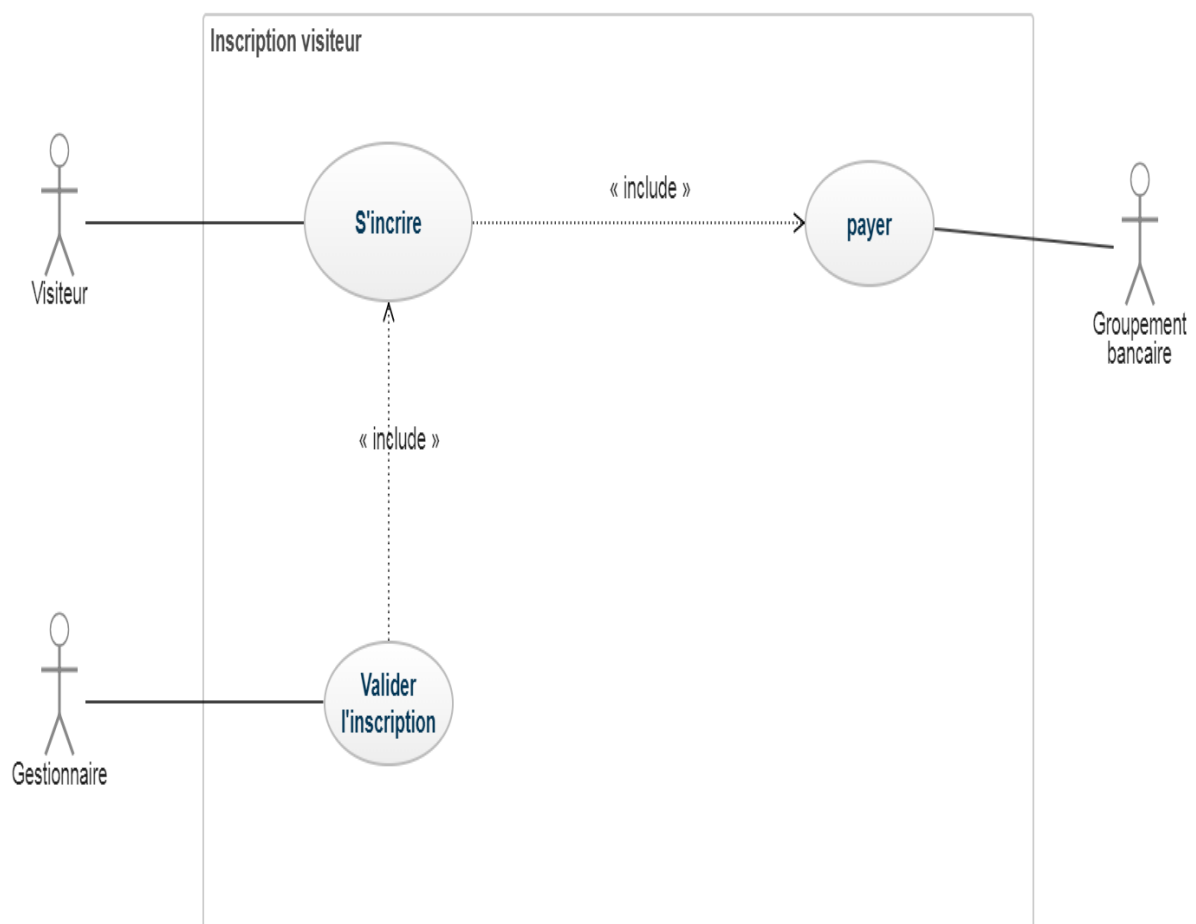 Inscription visiteur
« include »
S'incrire
payer
Visiteur
Groupement
bancaire
« include »
Valider
l'inscription
Gestionnaire